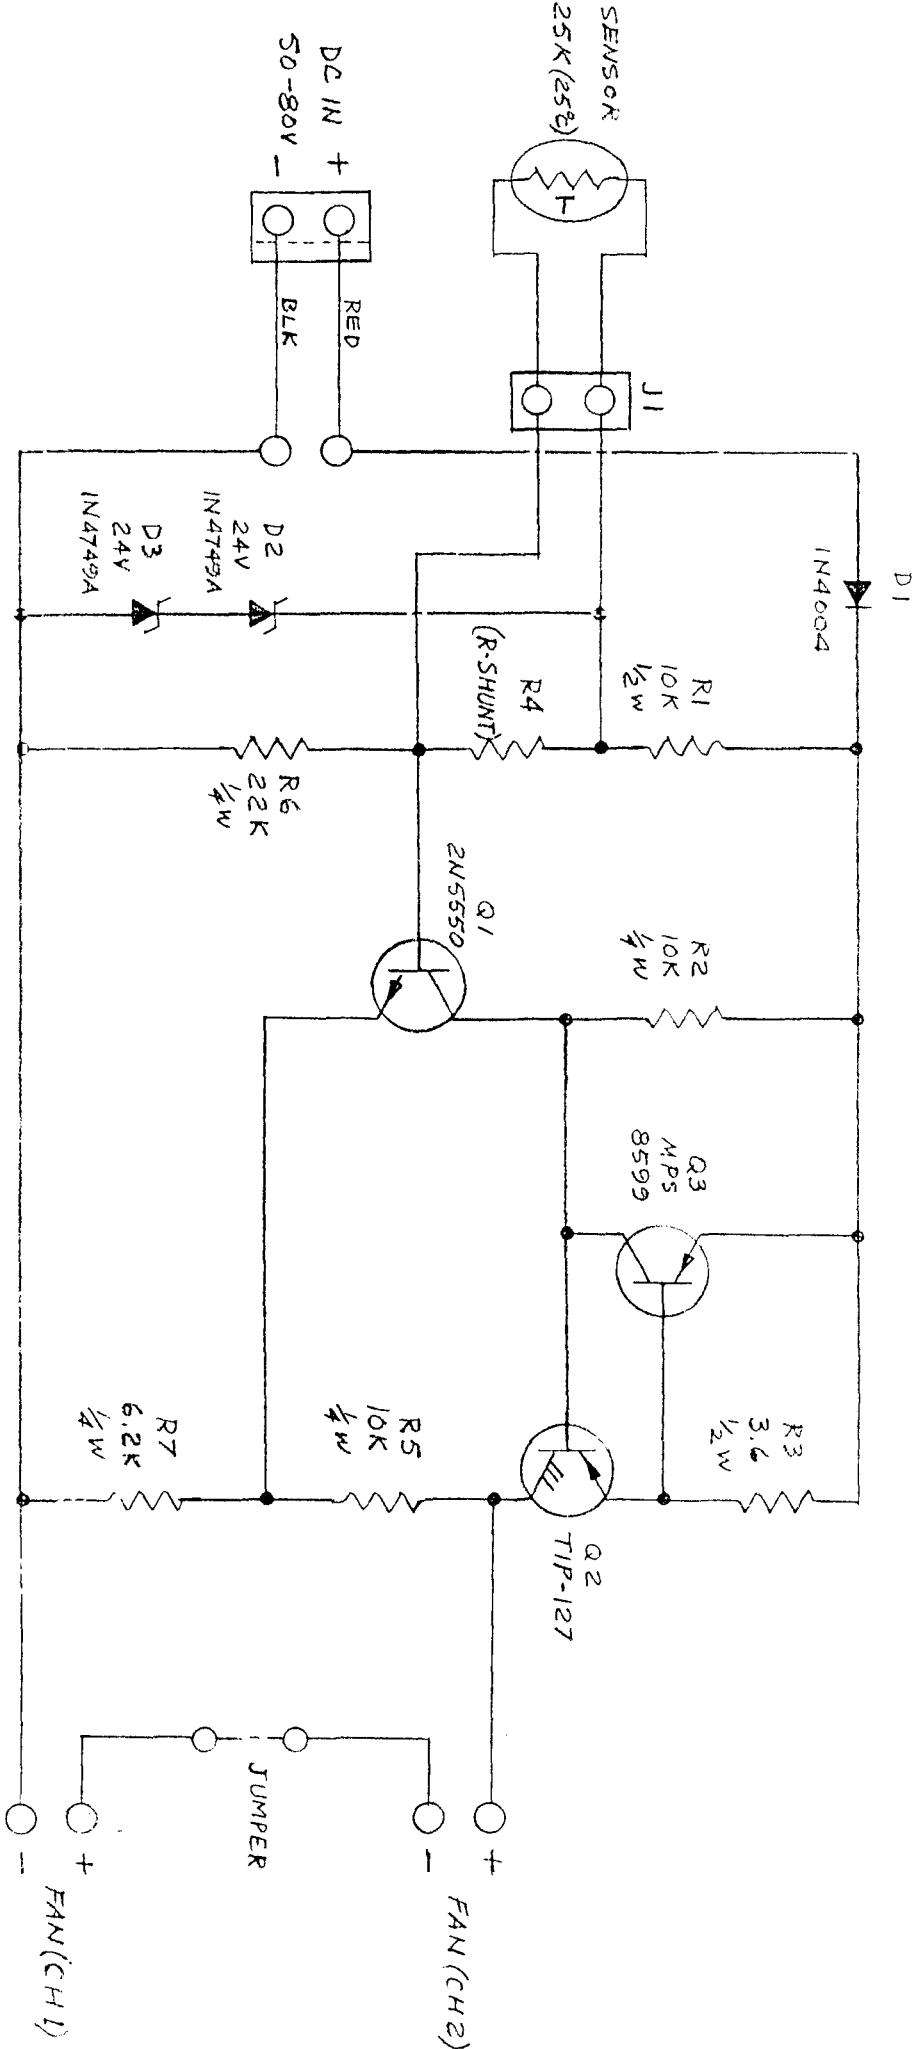 SENSOR
25K (25°C)
T
DC IN +
50-80V -
RED
BLK
J1
D1
1N4004
D2
24V
1N4749A
D3
24V
1N4749A
R1
10K
½W
R4
(R-SHUNT)
R6
22K
¼W
Q1
2N5550
R2
10K
¼W
Q3
MPS
8599
R3
3.6
½W
Q2
TIP-127
R5
10K
¼W
R7
6.2K
¼W
JUMPER
+
-
FAN (CH2)
+
-
FAN (CH1)